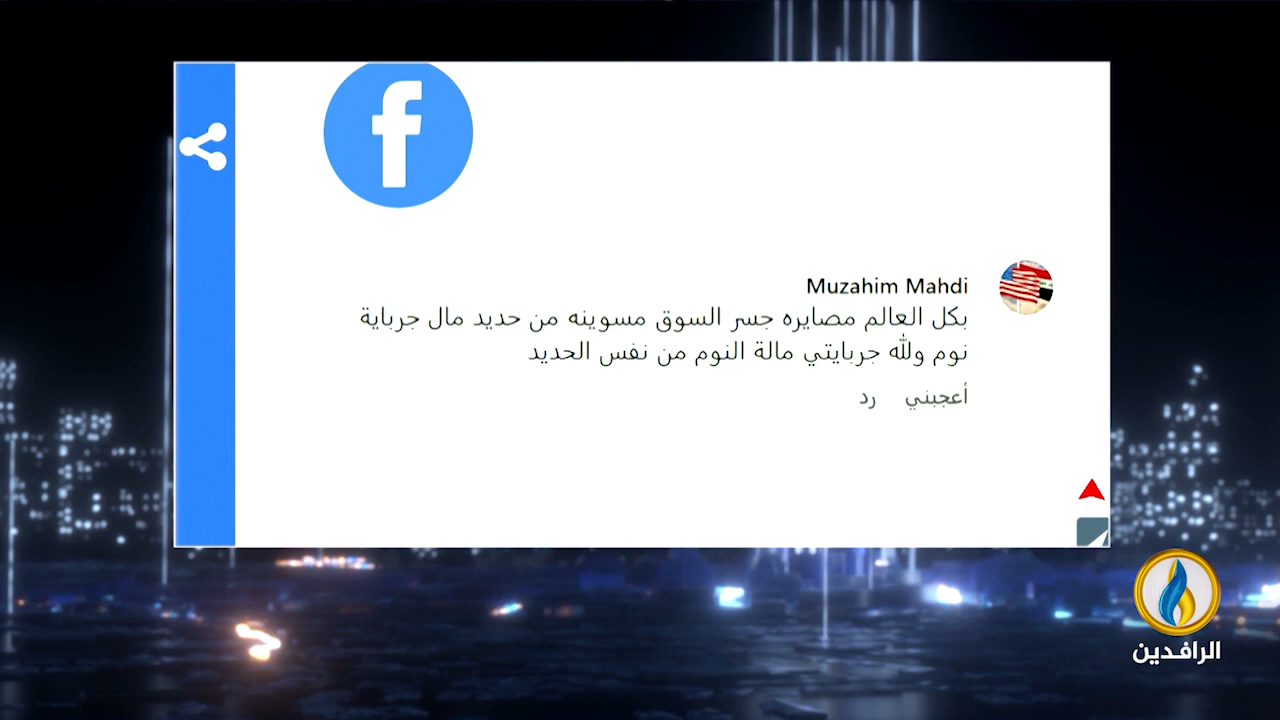 Muzahim Mahdi
بكل العالم مصايره جسر السوق مسوينه من حديد مال جرباية
نوم ولله جربايتي مالة النوم من نفس الحديد
أعجبني رد
الرافدين